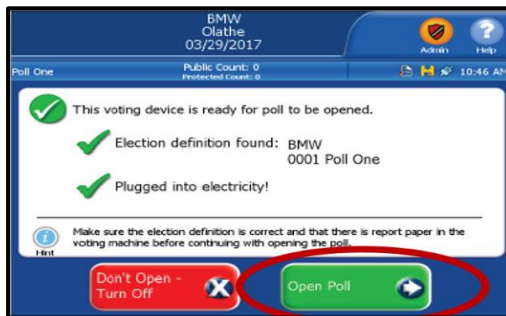 BMW
Olathe
03/29/2017
Admin
Help
Poll One
Public Count: 0
Protected Count: 0
10:46 AM
This voting device is ready for poll to be opened.
Election definition found: BMW
0001 Poll One
Plugged into electricity!
Make sure the election definition is correct and that there is report paper in the
voting machine before continuing with opening the poll.
Hint
Don't Open -
Turn Off
Open Poll